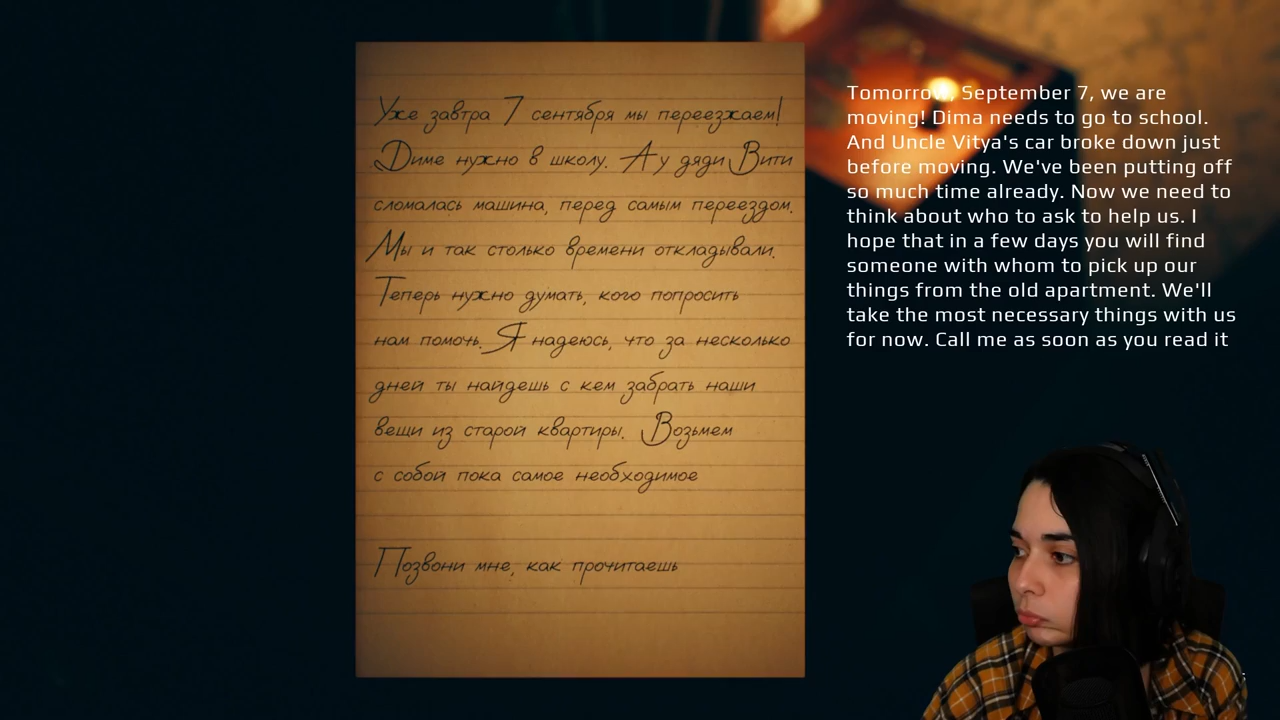 Уже завтра 7 сентября мы переезжаем!
Диме нужно в школу. А у дяди Вити
сломалась машина, перед самым переездом.
Мы и так столько времени откладывали.
Теперь нужно думать, кого попросить
нам помочь. Я надеюсь, что за несколько
дней ты найдешь с кем забрать наши
вещи из старой квартиры. Возьмем
с собой пока самое необходимое
Позвони мне, как прочитаешь
Tomorrow, September 7, we are
moving! Dima needs to go to school.
And Uncle Vitya's car broke down just
before moving. We've been putting off
so much time already. Now we need to
think about who to ask to help us. I
hope that in a few days you will find
someone with whom to pick up our
things from the old apartment. We'll
take the most necessary things with us
for now. Call me as soon as you read it